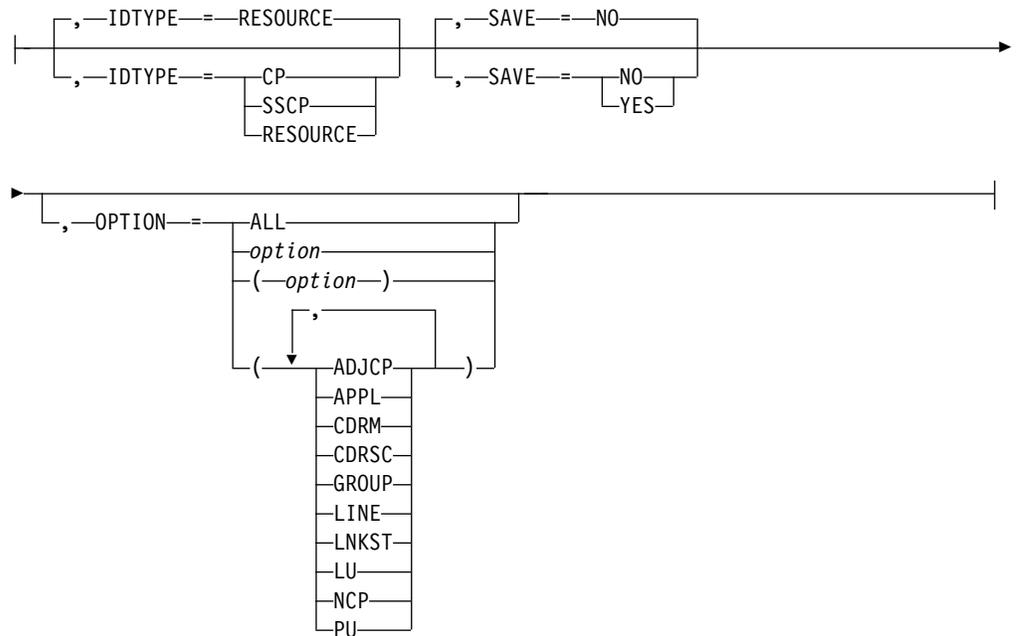 , IDTYPE = RESOURCE , SAVE = NO
, IDTYPE = CP , SAVE = NO
SSCP YES
RESOURCE
, OPTION = ALL
option
( option )
,
( ADJCP )
APPL
CDRM
CDRSC
GROUP
LINE
LNKST
LU
NCP
PU